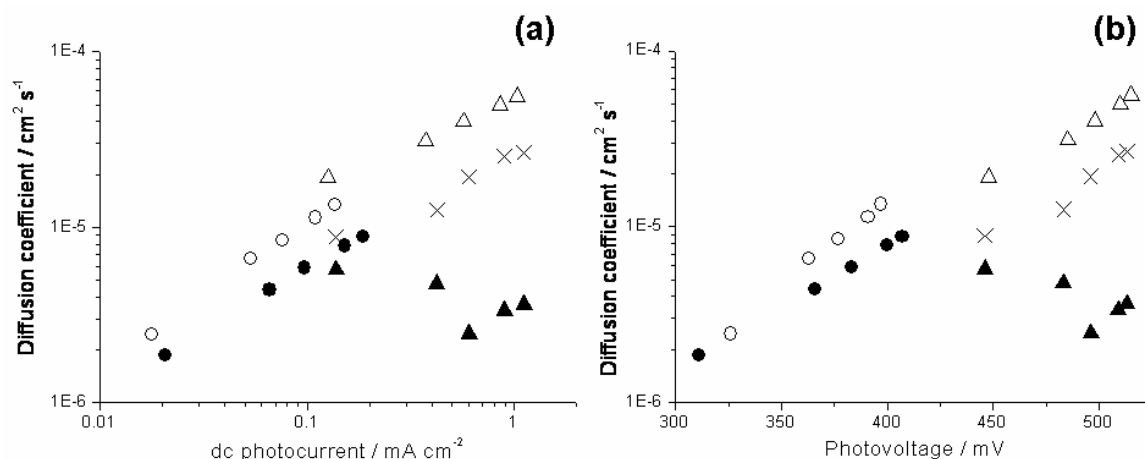 (a)
1E-4
1E-5
1E-6
Diffusion coefficient / cm² s⁻¹
0.01
0.1
1
dc photocurrent / mA cm⁻²
(b)
1E-4
1E-5
1E-6
Diffusion coefficient / cm² s⁻¹
300
350
400
450
500
Photovoltage / mV